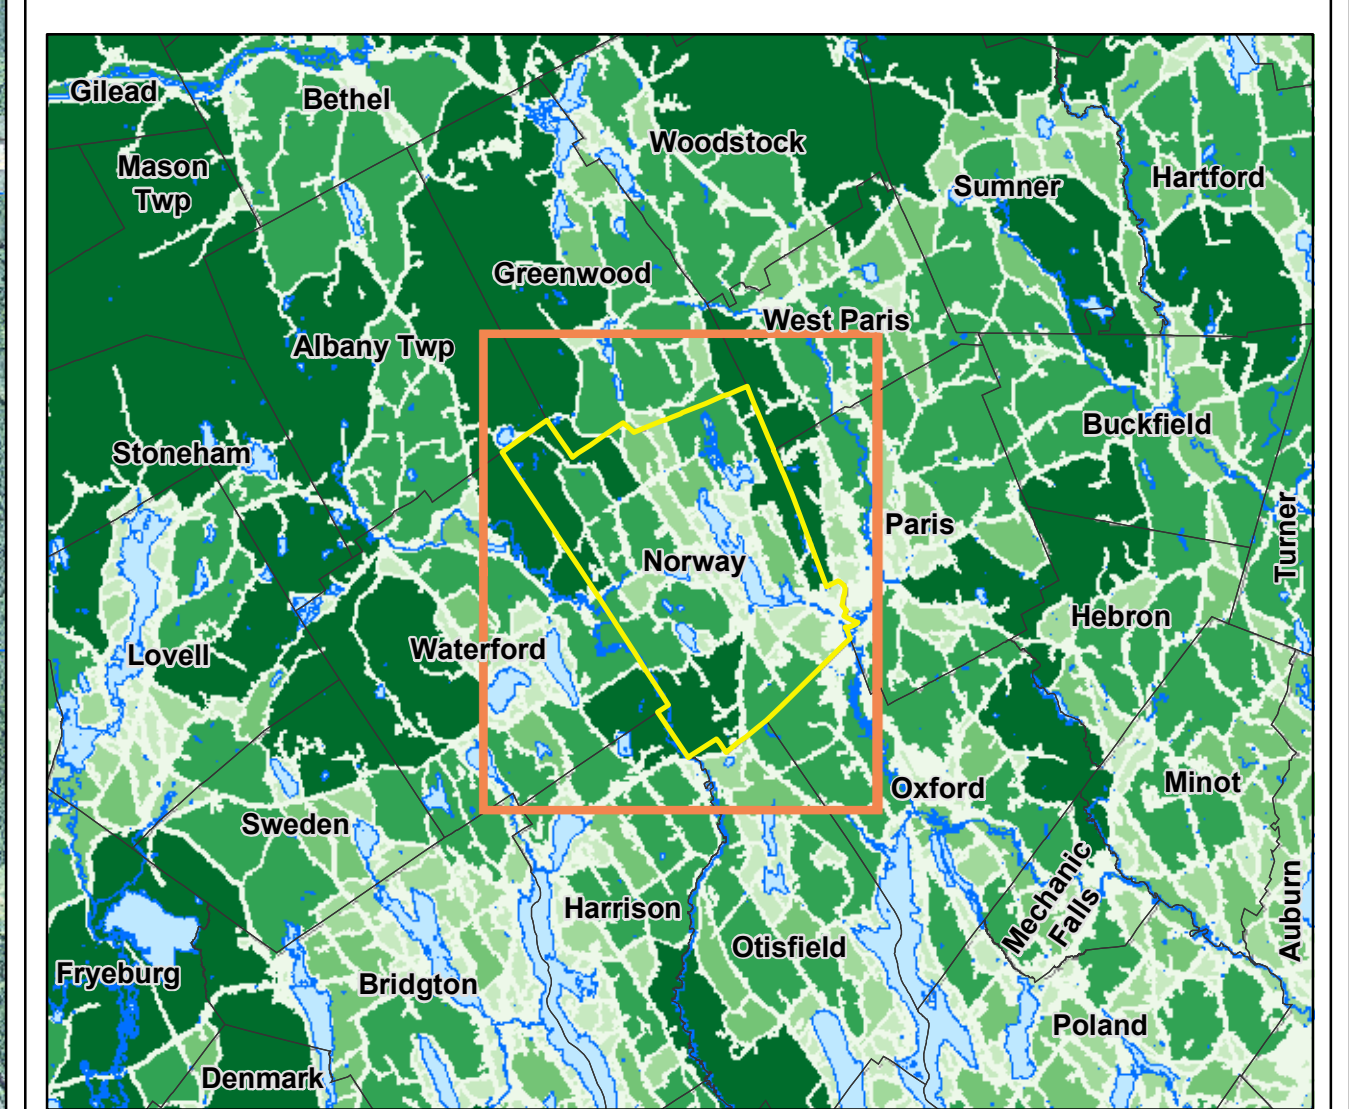 Gilead
Bethel
Woodstock
Mason
Twp
Sumner
Hartford
Greenwood
West Paris
Albany Twp
Buckfield
Stoneham
Turner
Paris
Norway
Hebron
Waterford
Lovell
Minot
Oxford
Sweden
Mechanic
Falls
Auburn
Harrison
Otisfield
Fryeburg
Bridgton
Poland
Denmark